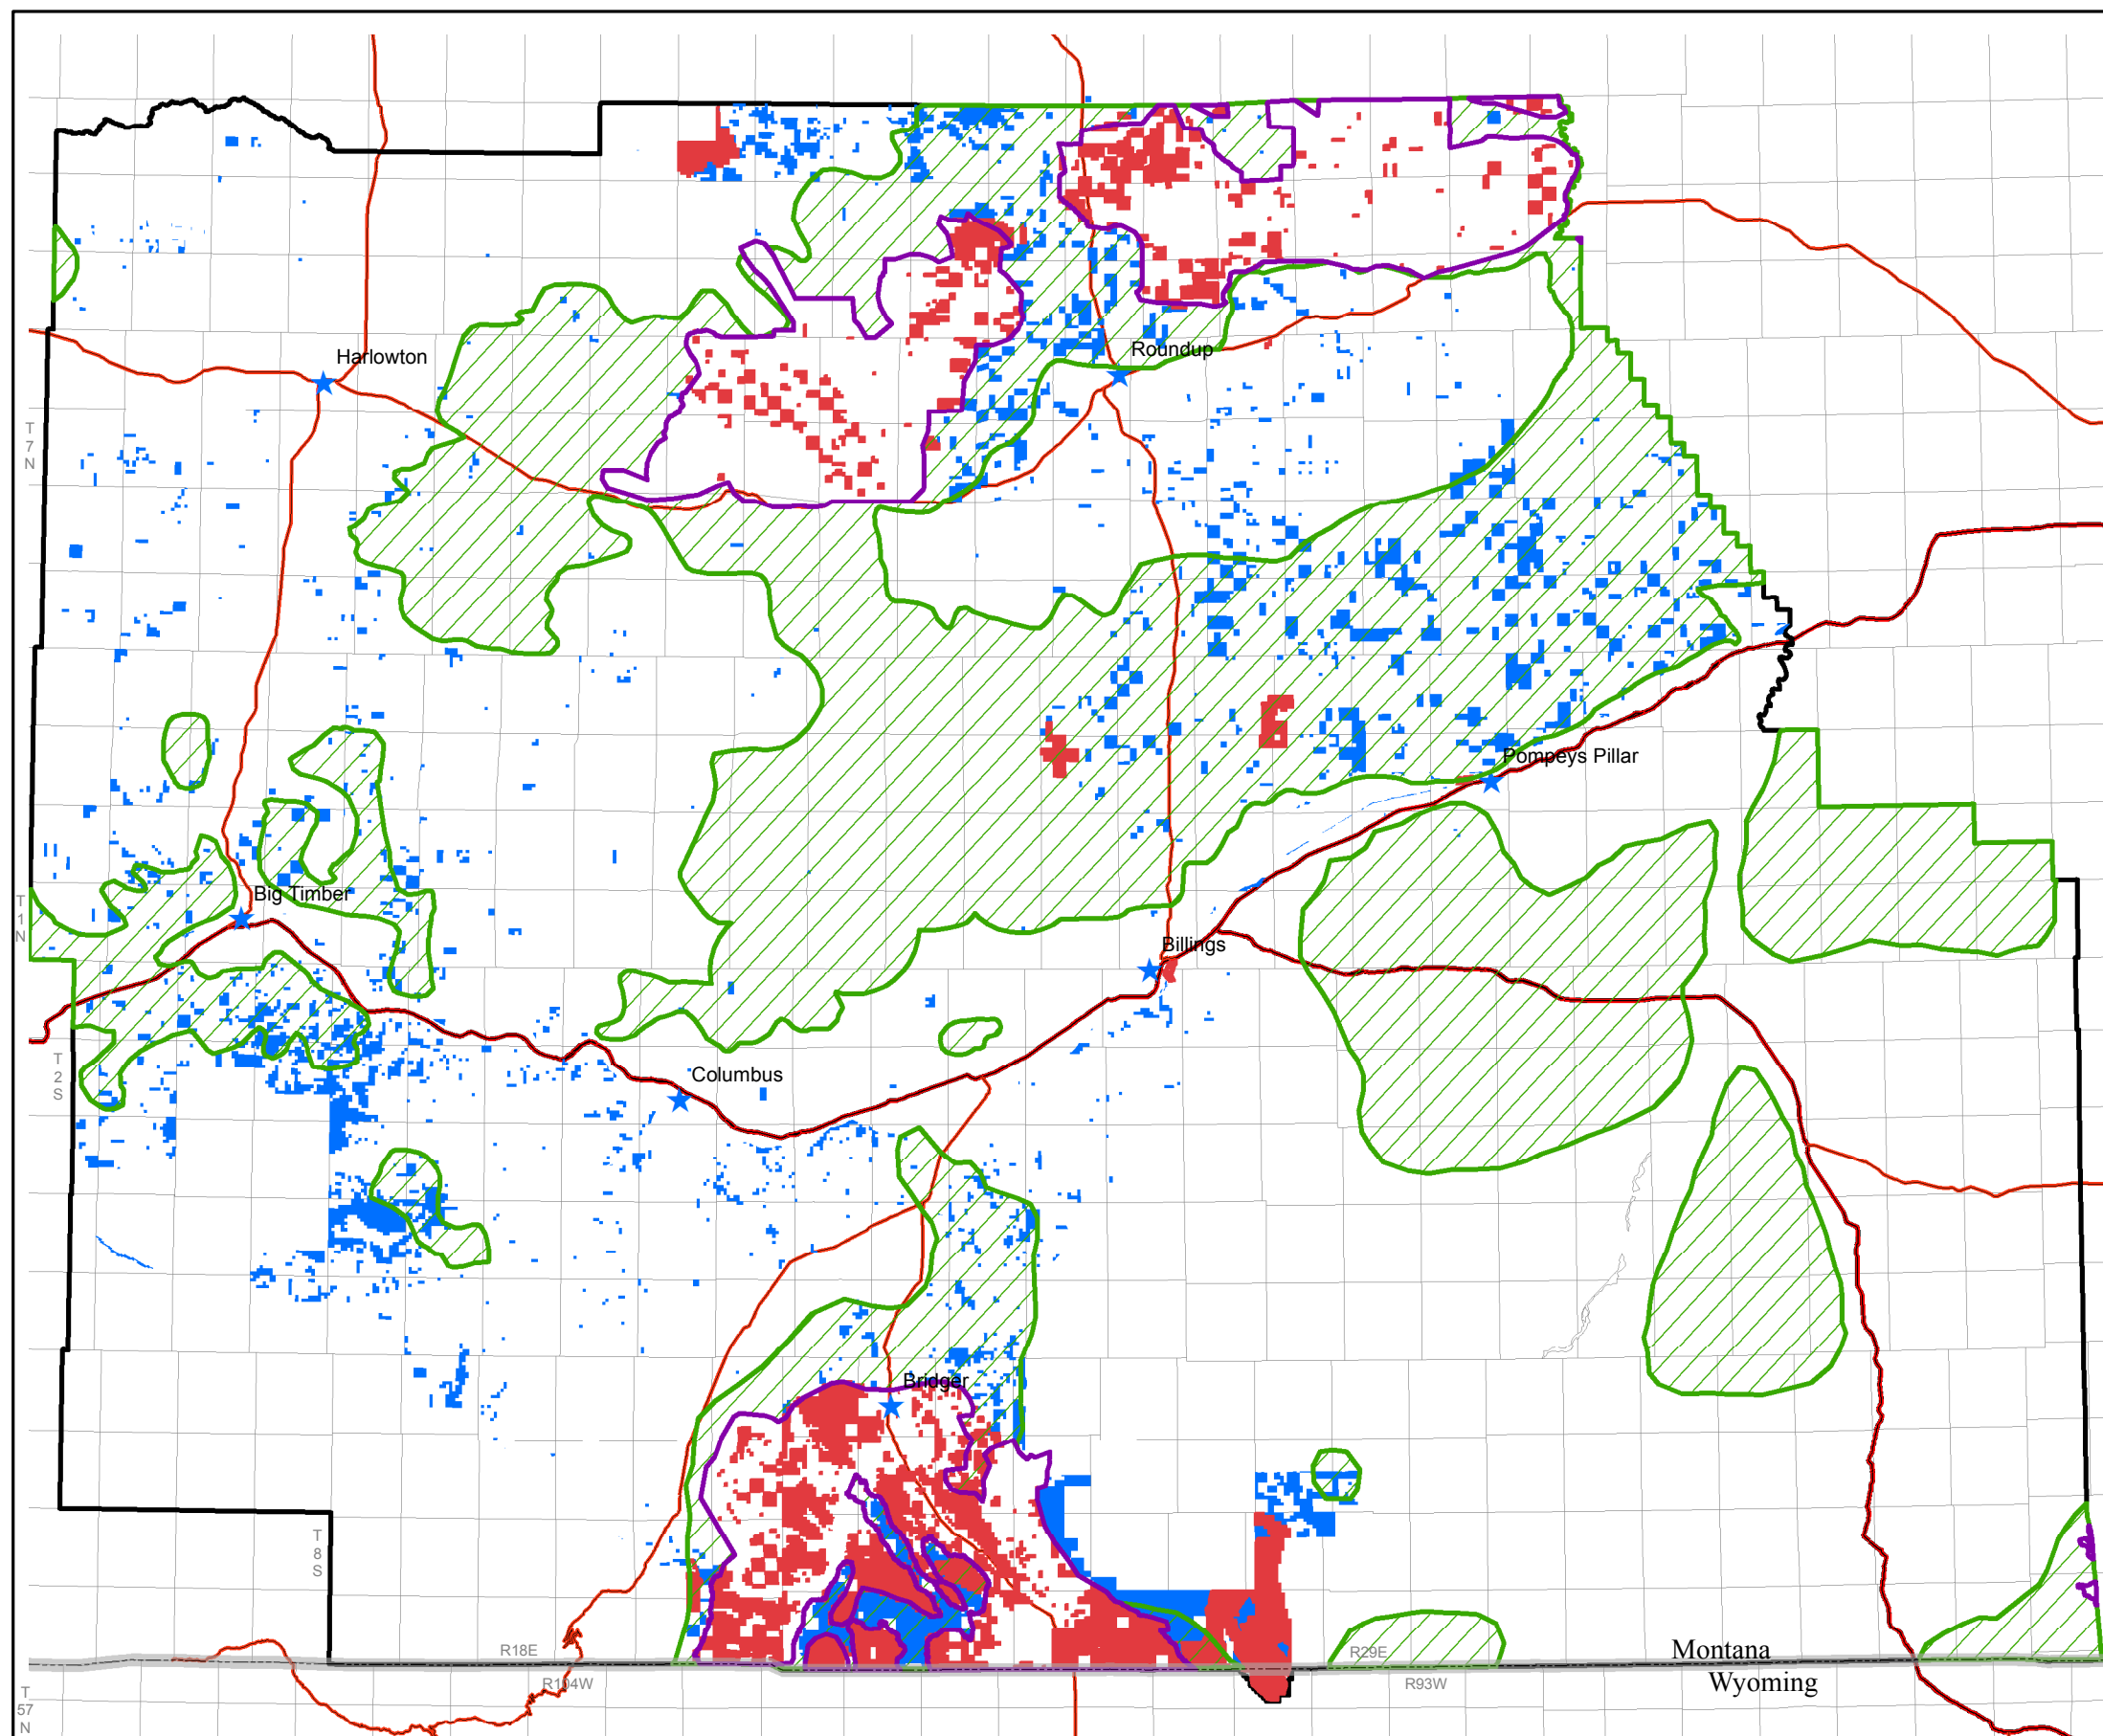 Harlowton
Roundup
T
7
N
Pompeys Pillar
Big Timber
T
1
N
Billings
T
2
S
Columbus
Bridger
T
8
S
R18E
R29E
Montana
R104W
R93W
Wyoming
T
57
N